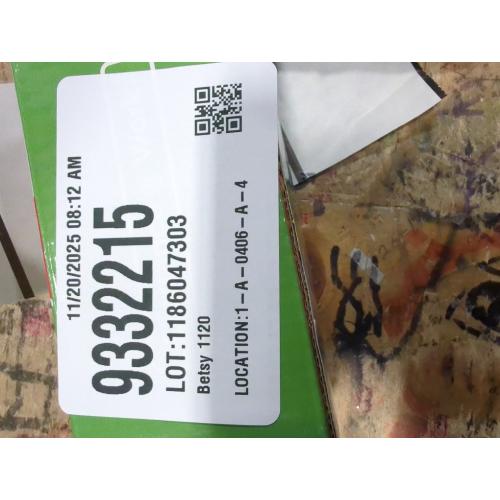 11/20/2025 08:12 AM
9332215
LOT:1186047303
Betsy 1120
LOCATION:1-A-0406-A-4